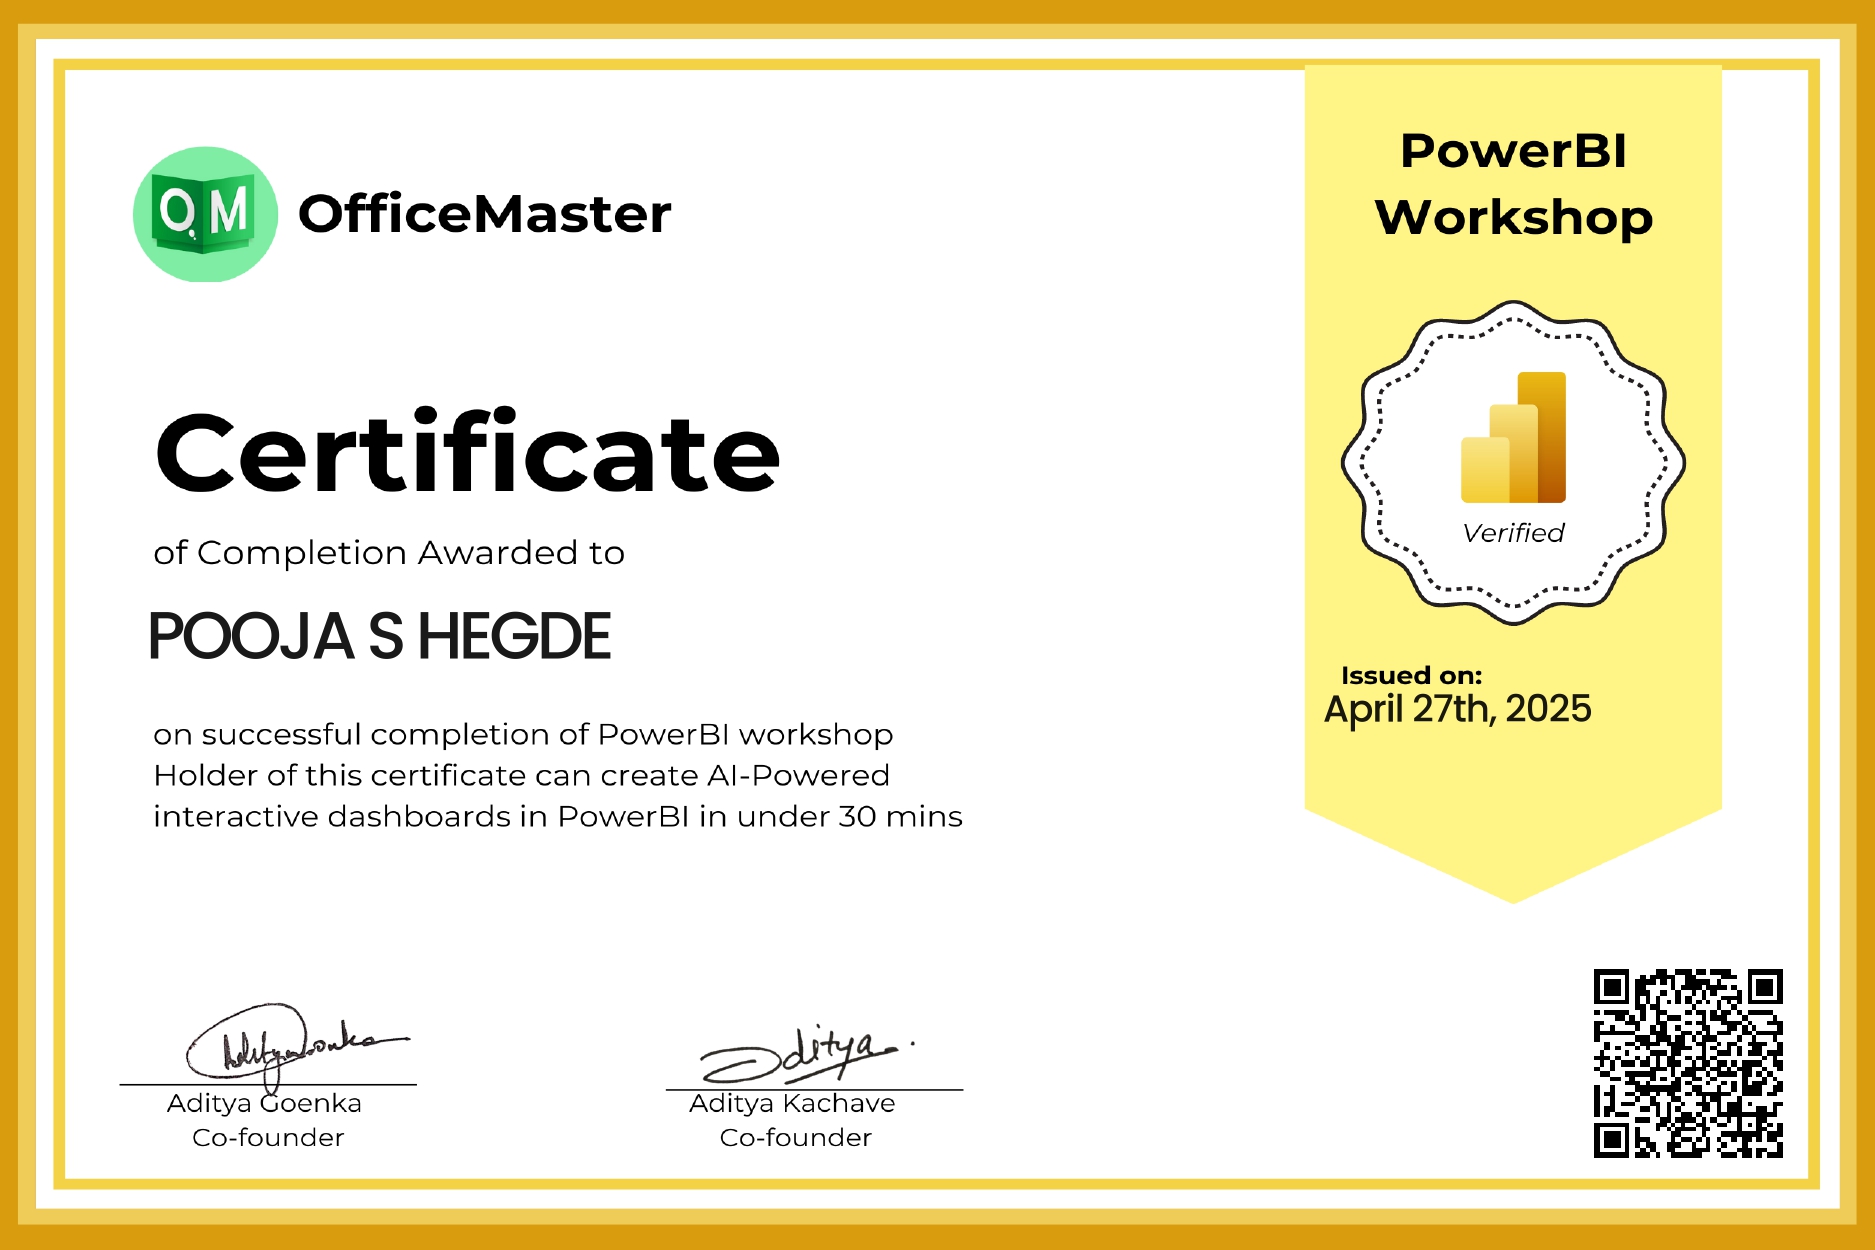 QM OfficeMaster
PowerBI
Workshop
Certificate
of Completion Awarded to
POOJA S HEGDE
on successful completion of PowerBI workshop
Holder of this certificate can create AI-Powered
interactive dashboards in PowerBI in under 30 mins
Verified
Issued on:
April 27th, 2025
Aditya Goenka
Aditya Goenka
Co-founder
Aditya
Aditya Kachave
Co-founder